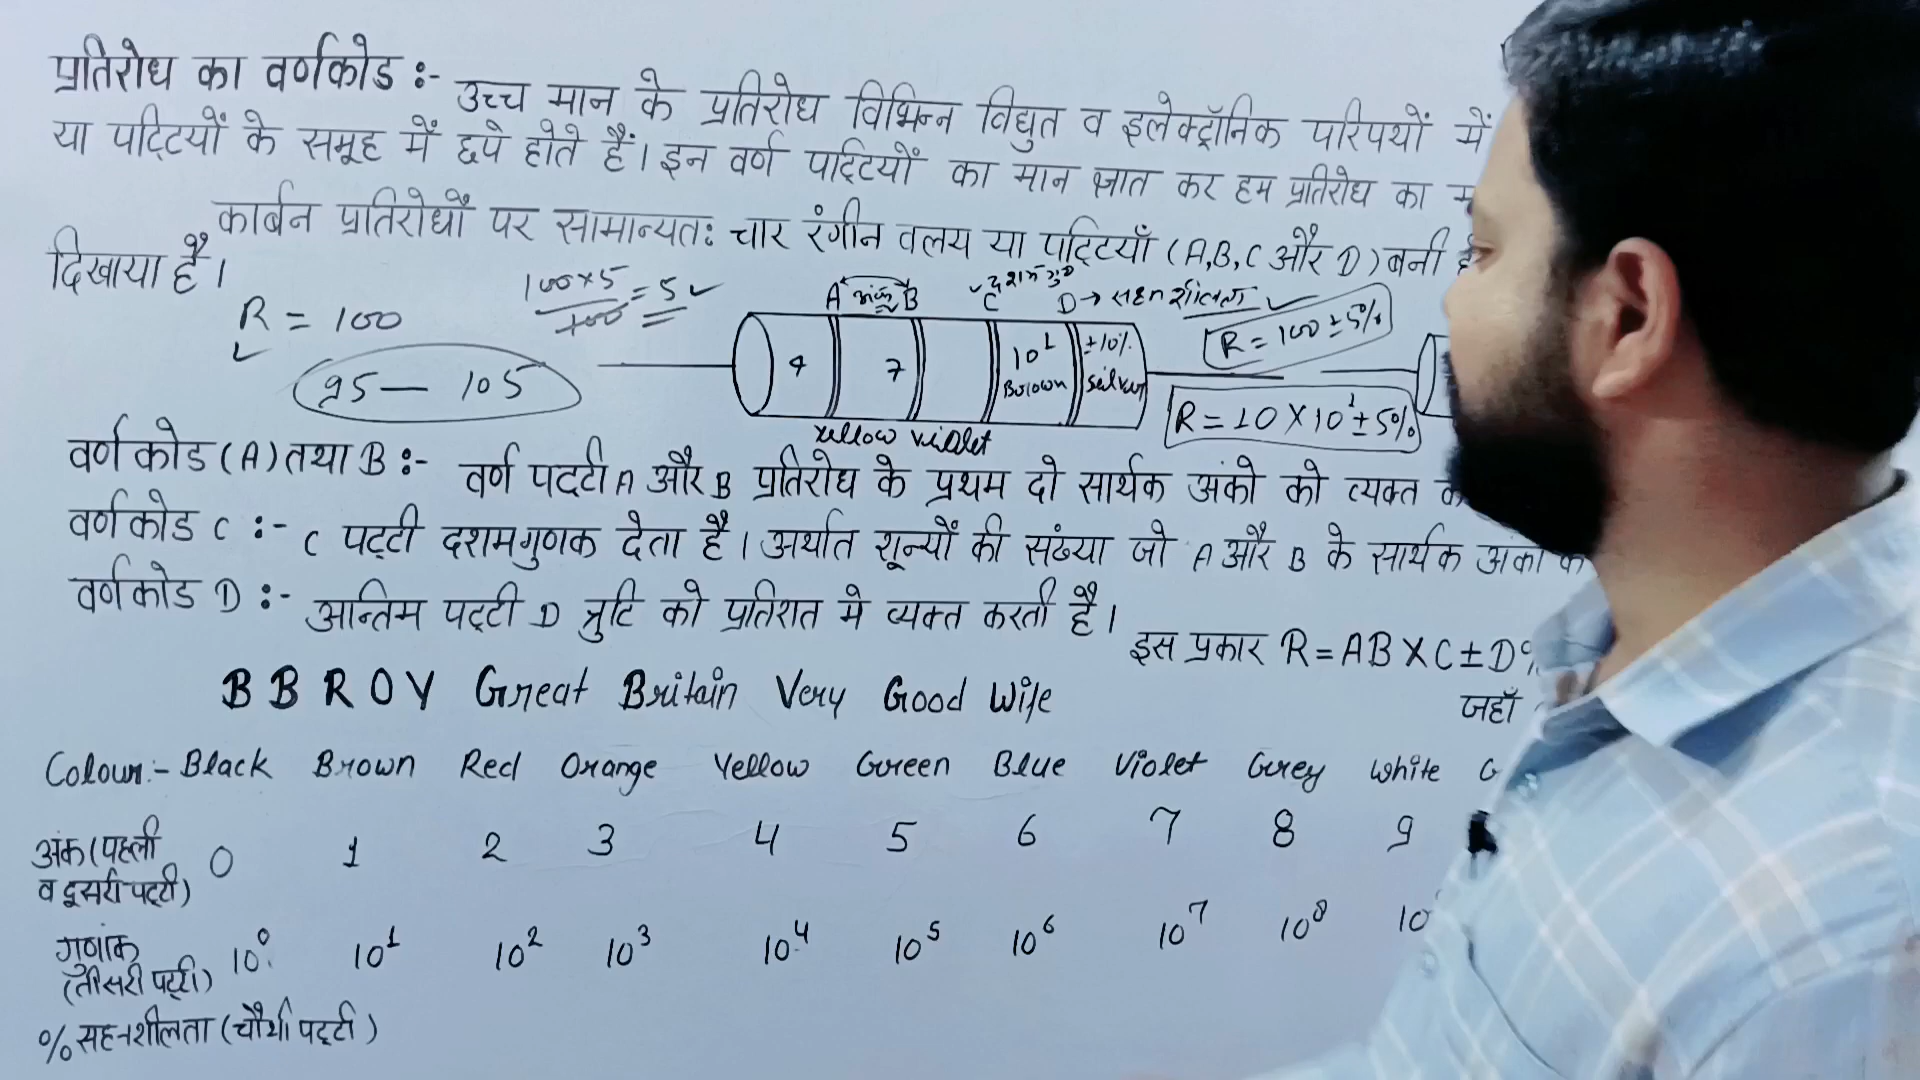 प्रतिरोध का वर्णकोड :- उच्च मान के प्रतिरोध विभिन्न विद्युत व इलेक्ट्रॉनिक परिपथों में
या पट्टियों के समूह में छपे होते हैं। इन वर्ण पट्टियों का मान ज्ञात कर हम प्रतिरोध का
कार्बन प्रतिरोधों पर सामान्यतः चार रंगीन वलय या पट्टियाँ (A,B,C और D) बनी
दिखाया है।
R = 100
100×5/100 = 5 ✓
95 — 105
A अंक B
C दशम
D → सहनशीलता
4 7 10¹ ±10%
Brown Silver
Yellow Violet
R = 100 ± 5%
R = 10 × 10¹ ± 5%
वर्ण कोड (A) तथा B :- वर्ण पट्टी A और B प्रतिरोध के प्रथम दो सार्थक अंको को व्यक्त
वर्ण कोड C :- C पट्टी दशमगुणक देता है। अर्थात शून्यों की संख्या जो A और B के सार्थक अंको
वर्ण कोड D :- अन्तिम पट्टी D त्रुटि को प्रतिशत मे व्यक्त करती है।
इस प्रकार R = AB × C ± D%
जहाँ
B B R O Y Great Britain Very Good Wife
Colour:- Black Brown Red Orange Yellow Green Blue Violet Grey White G
अंक (पहली व दूसरी पट्टी) 0 1 2 3 4 5 6 7 8 9
गुणांक (तीसरी पट्टी) 10⁰ 10¹ 10² 10³ 10⁴ 10⁵ 10⁶ 10⁷ 10⁸ 10
% सहनशीलता (चौथी पट्टी)